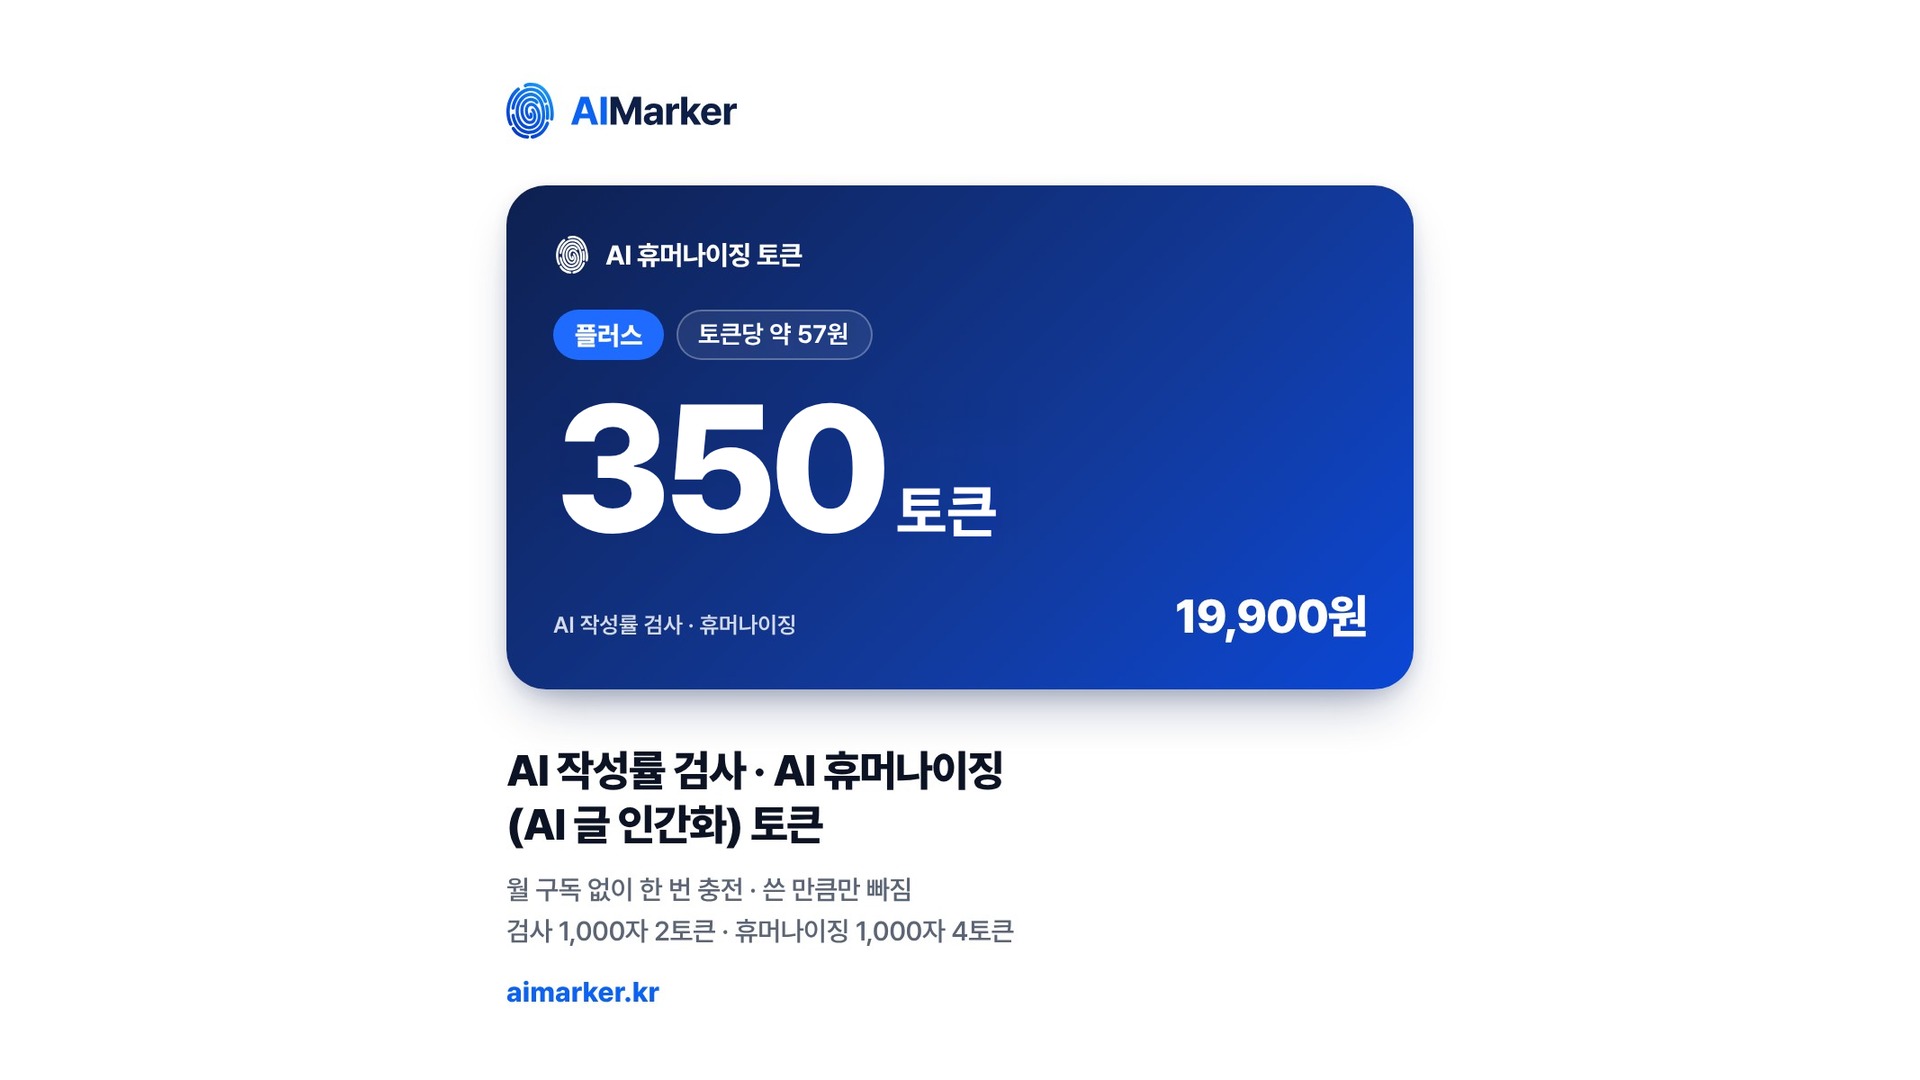 AIMarker
AI 휴머나이징 토큰
플러스 토큰당 약 57원
350 토큰
AI 작성률 검사 · 휴머나이징
19,900원
AI 작성률 검사 · AI 휴머나이징
(AI 글 인간화) 토큰
월 구독 없이 한 번 충전 · 쓴 만큼만 빠짐
검사 1,000자 2토큰 · 휴머나이징 1,000자 4토큰
aimarker.kr